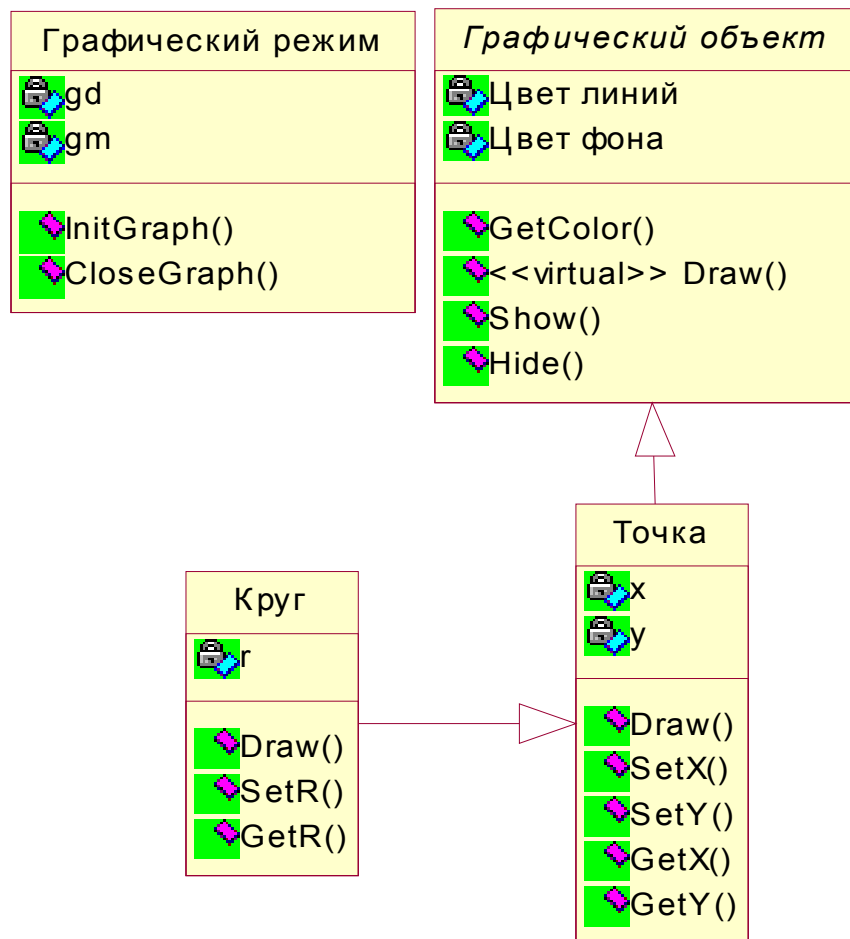 Графический режим
gd
gm
InitGraph()
CloseGraph()
Графический объект
Цвет линий
Цвет фона
GetColor()
<<virtual>> Draw()
Show()
Hide()
Круг
r
Draw()
SetR()
GetR()
Точка
x
y
Draw()
SetX()
SetY()
GetX()
GetY()